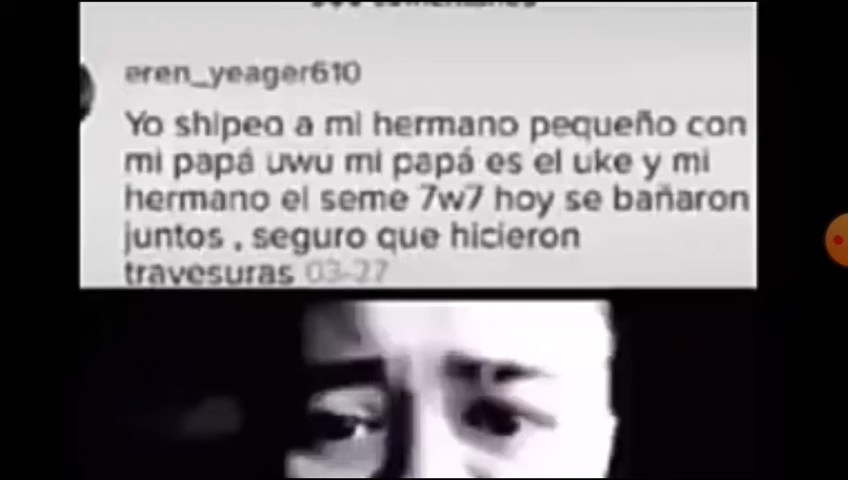 eren_yeager610
Yo shipeo a mi hermano pequeño con
mi papá uwu mi papá es el uke y mi
hermano el seme 7w7 hoy se bañaron
juntos , seguro que hicieron
travesuras 03-27